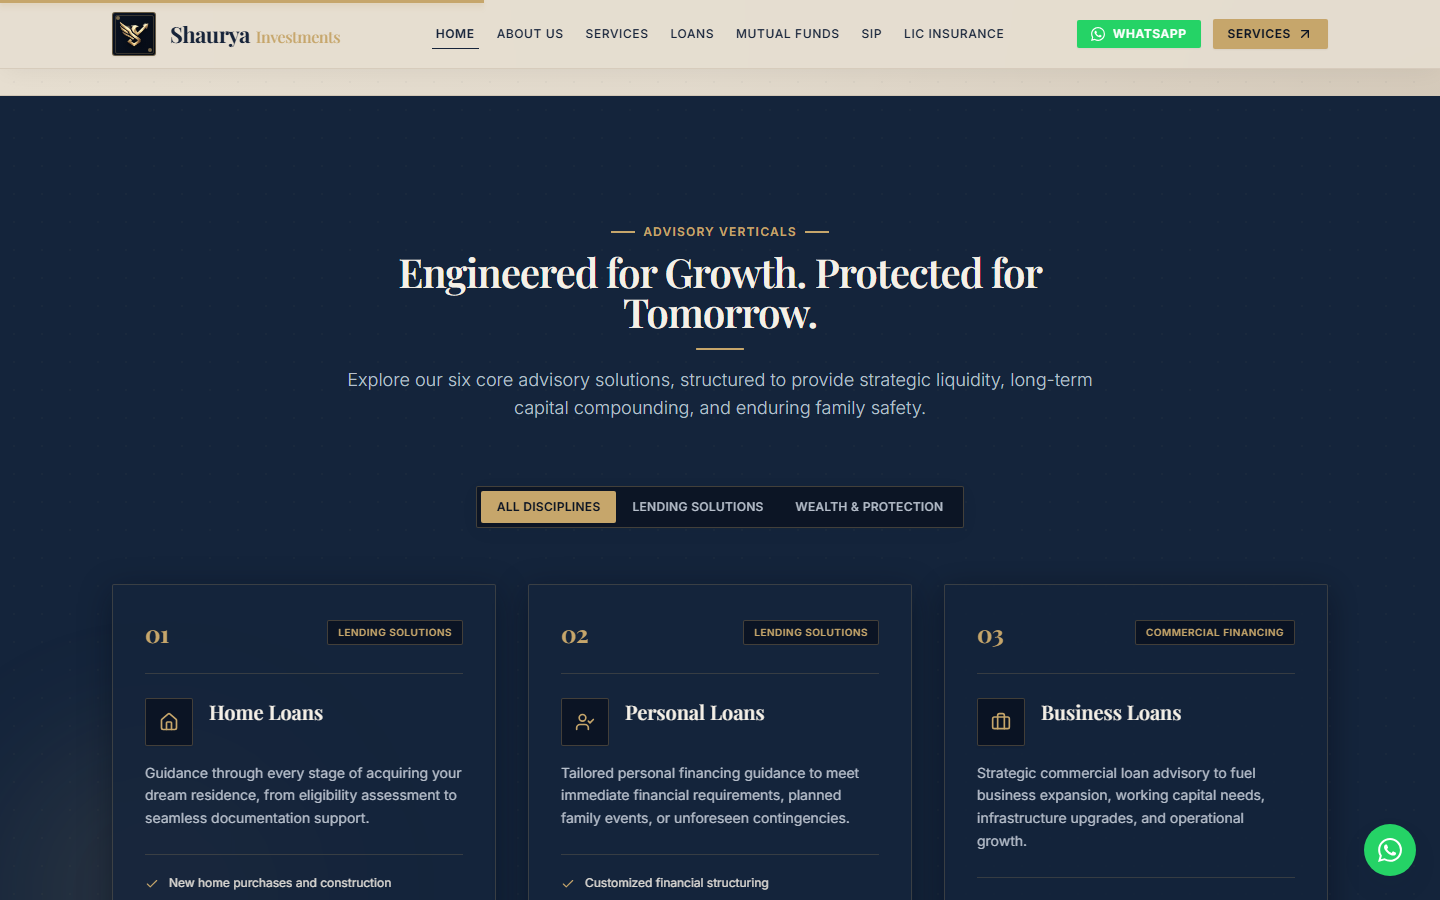 Shaurya Investments
HOME ABOUT US SERVICES LOANS MUTUAL FUNDS SIP LIC INSURANCE
WHATSAPP
SERVICES
ADVISORY VERTICALS
Engineered for Growth. Protected for
Tomorrow.
Explore our six core advisory solutions, structured to provide strategic liquidity, long-term
capital compounding, and enduring family safety.
ALL DISCIPLINES LENDING SOLUTIONS WEALTH & PROTECTION
01 LENDING SOLUTIONS
Home Loans
Guidance through every stage of acquiring your
dream residence, from eligibility assessment to
seamless documentation support.
New home purchases and construction
02 LENDING SOLUTIONS
Personal Loans
Tailored personal financing guidance to meet
immediate financial requirements, planned
family events, or unforeseen contingencies.
Customized financial structuring
03 COMMERCIAL FINANCING
Business Loans
Strategic commercial loan advisory to fuel
business expansion, working capital needs,
infrastructure upgrades, and operational
growth.